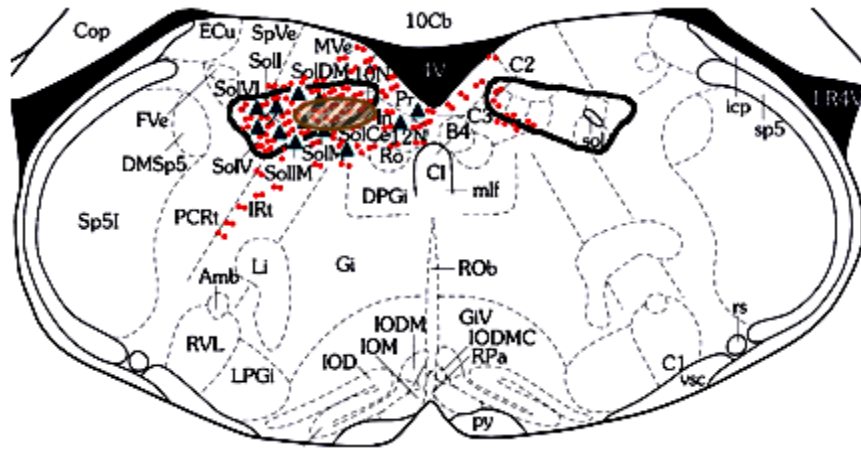 Cop
ECu
SpVe
10Cb
SolI
MVe
4V
SolDM
10N
C2
SolVL
FVe
Pr
In
C3
icp
LR4V
sp5
SolCe
12N
B4
sol
DMSp5
SolV
SolM
SolIM
Ro
CI
DPGi
mlf
Sp5I
PCRt
IRt
Amb
Li
Gi
ROb
RVL
LPGi
IODM
IOM
IOD
GiV
IODMC
RPa
rs
C1
vsc
py